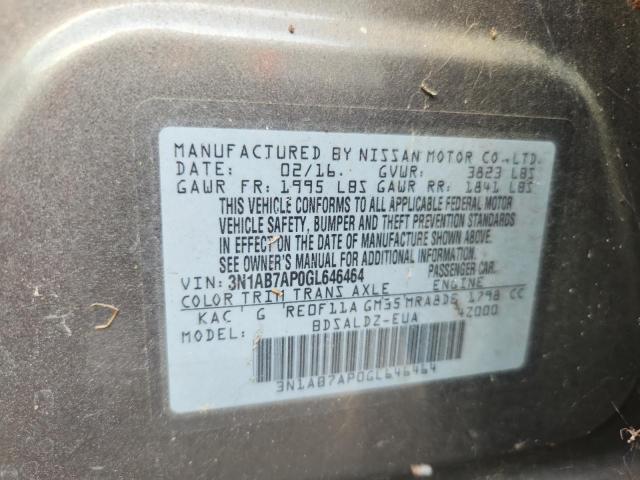 MANUFACTURED BY NISSAN MOTOR CO.,LTD.
DATE: 02/16. GVWR: 3823 LBS
GAWR FR: 1995 LBS GAWR RR: 1841 LBS
THIS VEHICLE CONFORMS TO ALL APPLICABLE FEDERAL MOTOR
VEHICLE SAFETY, BUMPER AND THEFT PREVENTION STANDARDS
IN EFFECT ON THE DATE OF MANUFACTURE SHOWN ABOVE.
SEE OWNER'S MANUAL FOR ADDITIONAL INFORMATION.
VIN: 3N1AB7AP0GL646464 PASSENGER CAR.
COLOR TRIM TRANS AXLE ENGINE
KAC G RE0F11A GM35 MRA8DE 1798 CC
MODEL: BDSALDZ-EUA 4Z000
3N1AB7AP0GL646464